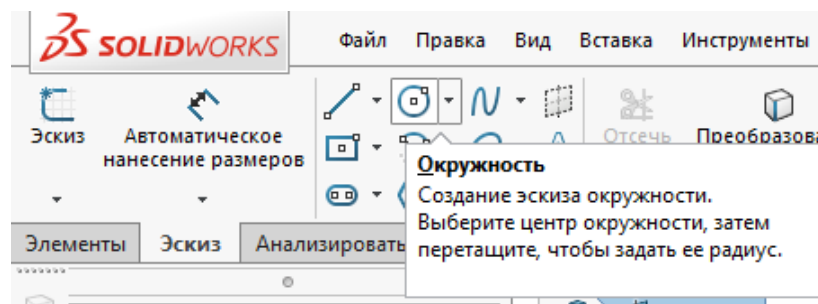 SOLIDWORKS Файл Правка Вид Вставка Инструменты
Эскиз Автоматическое нанесение размеров Отсечь
Окружность
Создание эскиза окружности.
Выберите центр окружности, затем
перетащите, чтобы задать ее радиус.
Элементы Эскиз Анализировать